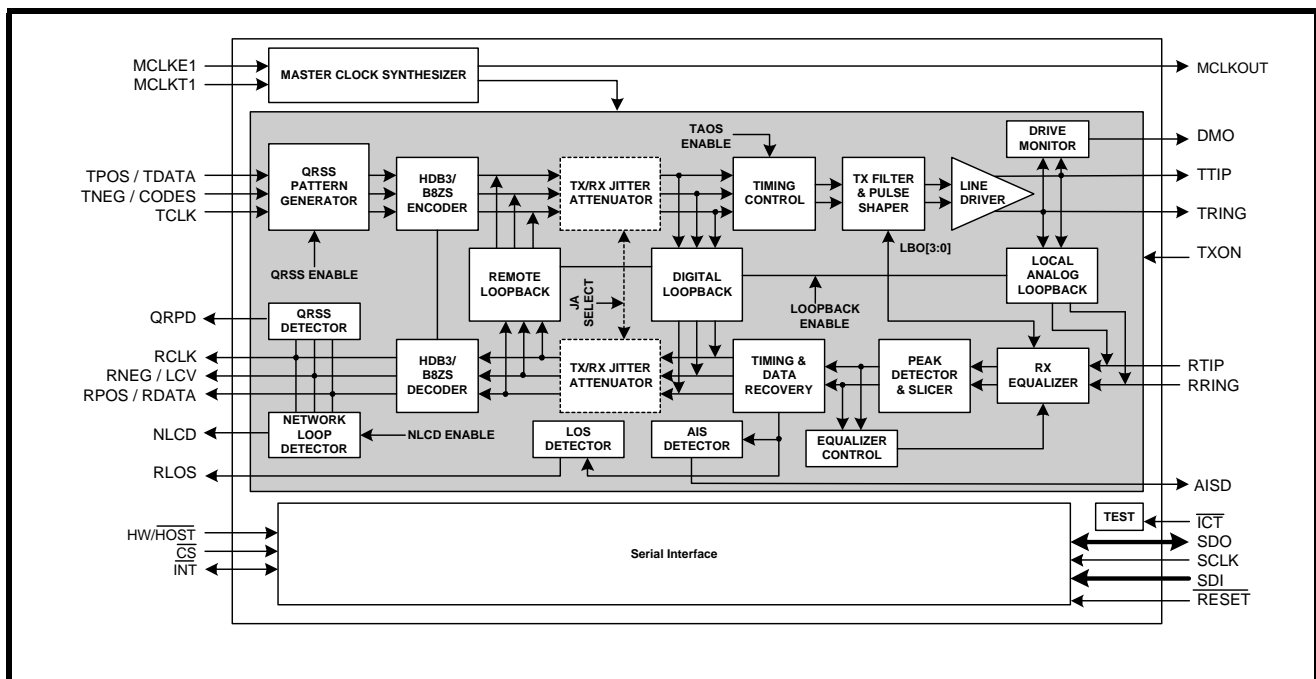 MCLKE1
MCLKT1
MASTER CLOCK SYNTHESIZER
MCLKOUT
TAOS
ENABLE
DRIVE
MONITOR
DMO
TPOS / TDATA
TNEG / CODES
TCLK
QRSS
PATTERN
GENERATOR
HDB3/
B8ZS
ENCODER
TX/RX JITTER
ATTENUATOR
TIMING
CONTROL
TX FILTER
& PULSE
SHAPER
LINE
DRIVER
TTIP
TRING
QRSS ENABLE
REMOTE
LOOPBACK
JA
SELECT
DIGITAL
LOOPBACK
LOOPBACK
ENABLE
LBO[3:0]
LOCAL
ANALOG
LOOPBACK
TXON
QRPD
QRSS
DETECTOR
RCLK
RNEG / LCV
RPOS / RDATA
HDB3/
B8ZS
DECODER
TX/RX JITTER
ATTENUATOR
TIMING &
DATA
RECOVERY
PEAK
DETECTOR
& SLICER
RX
EQUALIZER
RTIP
RRING
NLCD
NETWORK
LOOP
DETECTOR
NLCD ENABLE
LOS
DETECTOR
AIS
DETECTOR
EQUALIZER
CONTROL
RLOS
AISD
HW/HOST
CS
INT
Serial Interface
TEST
ICT
SDO
SCLK
SDI
RESET